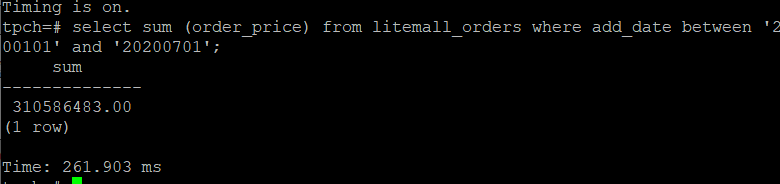 Timing is on.
tpch=# select sum (order_price) from litemall_orders where add_date between '2
00101' and '20200701';
sum
--------------
310586483.00
(1 row)
Time: 261.903 ms
tpch=#